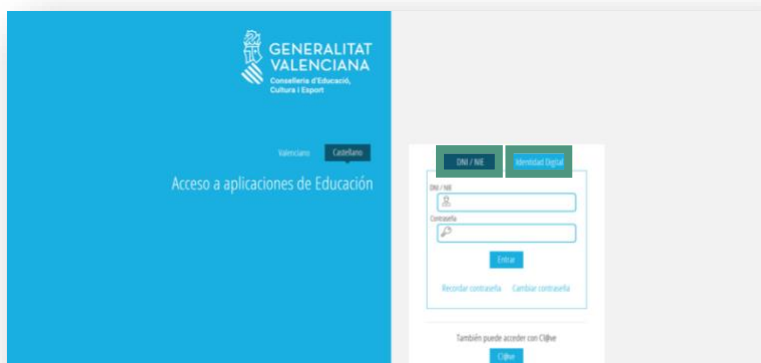 GENERALITAT
VALENCIANA
Conselleria d'Educació,
Cultura i Esport
Valenciano Castellano
Acceso a aplicaciones de Educación
DNI / NIE Identidad Digital
DNI / NIE
Contraseña
Entrar
Recordar contraseña Cambiar contraseña
También puede acceder con Cl@ve
Cl@ve